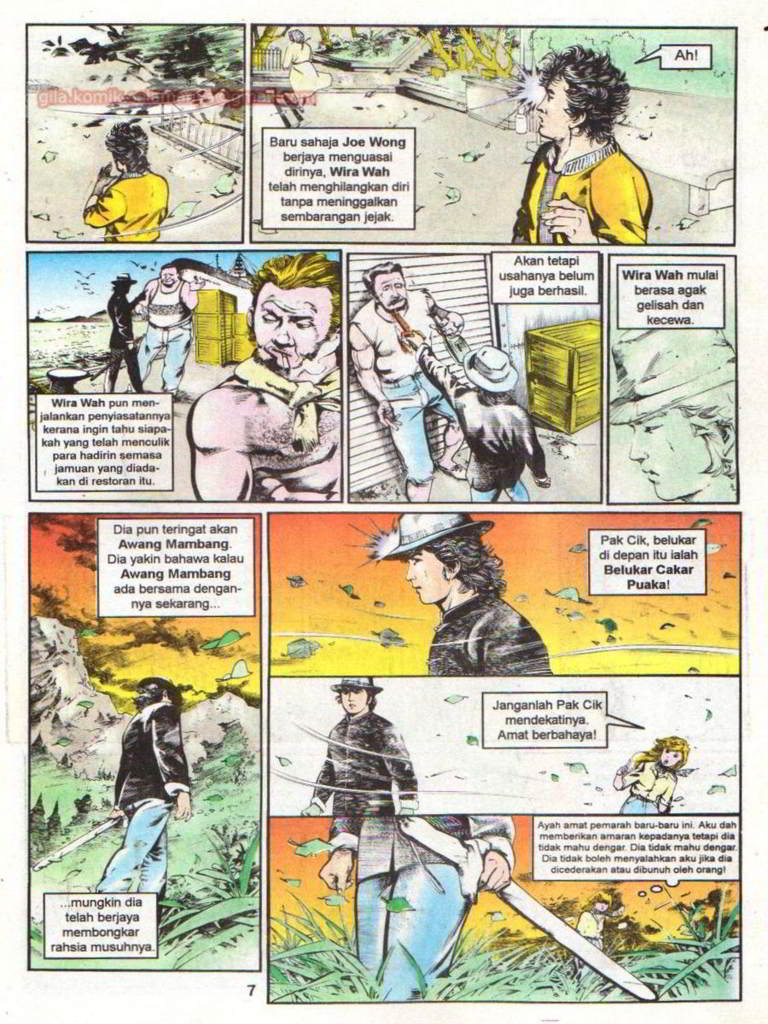 Ah!
Baru sahaja Joe Wong
berjaya menguasai
dirinya, Wira Wah
telah menghilangkan diri
tanpa meninggalkan
sembarangan jejak.
Wira Wah pun men-
jalankan penyiasatannya
kerana ingin tahu siapa-
kah yang telah menculik
para hadirin semasa
jamuan yang diada-
kan di restoran itu.
Akan tetapi
usahanya belum
juga berhasil.
Wira Wah mulai
berasa agak
gelisah dan
kecewa.
Dia pun teringat akan
Awang Mambang.
Dia yakin bahawa kalau
Awang Mambang
ada bersama dengan-
nya sekarang...
...mungkin dia
telah berjaya
membongkar
rahsia musuhnya.
Pak Cik, belukar
di depan itu ialah
Belukar Cakar
Puaka!
Janganlah Pak Cik
mendekatinya.
Amat berbahaya!
Ayah amat pemarah baru-baru ini. Aku dah
memberikan amaran kepadanya tetapi dia
tidak mahu dengar. Dia tidak mahu dengar.
Dia tidak boleh menyalahkan aku jika dia
dicederakan atau dibunuh oleh orang!
7